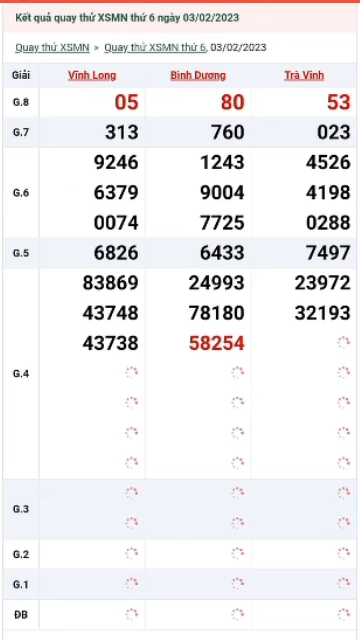 Kết quả quay thử XSMN thứ 6 ngày 03/02/2023
Quay thử XSMN » Quay thử XSMN thứ 6, 03/02/2023
Giải Vĩnh Long Bình Dương Trà Vinh
G.8 05 80 53
G.7 313 760 023
9246 1243 4526
G.6 6379 9004 4198
0074 7725 0288
G.5 6826 6433 7497
83869 24993 23972
43748 78180 32193
43738 58254
G.4
G.3
G.2
G.1
ĐB